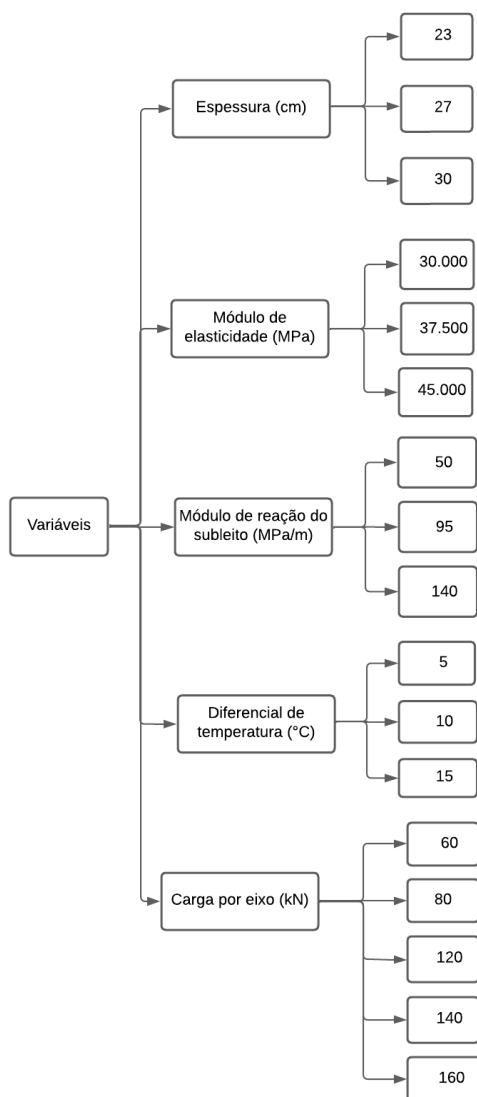 Variáveis
Espessura (cm)
23
27
30
Módulo de
elasticidade (MPa)
30.000
37.500
45.000
Módulo de reação do
subleito (MPa/m)
50
95
140
Diferencial de
temperatura (°C)
5
10
15
Carga por eixo (kN)
60
80
120
140
160